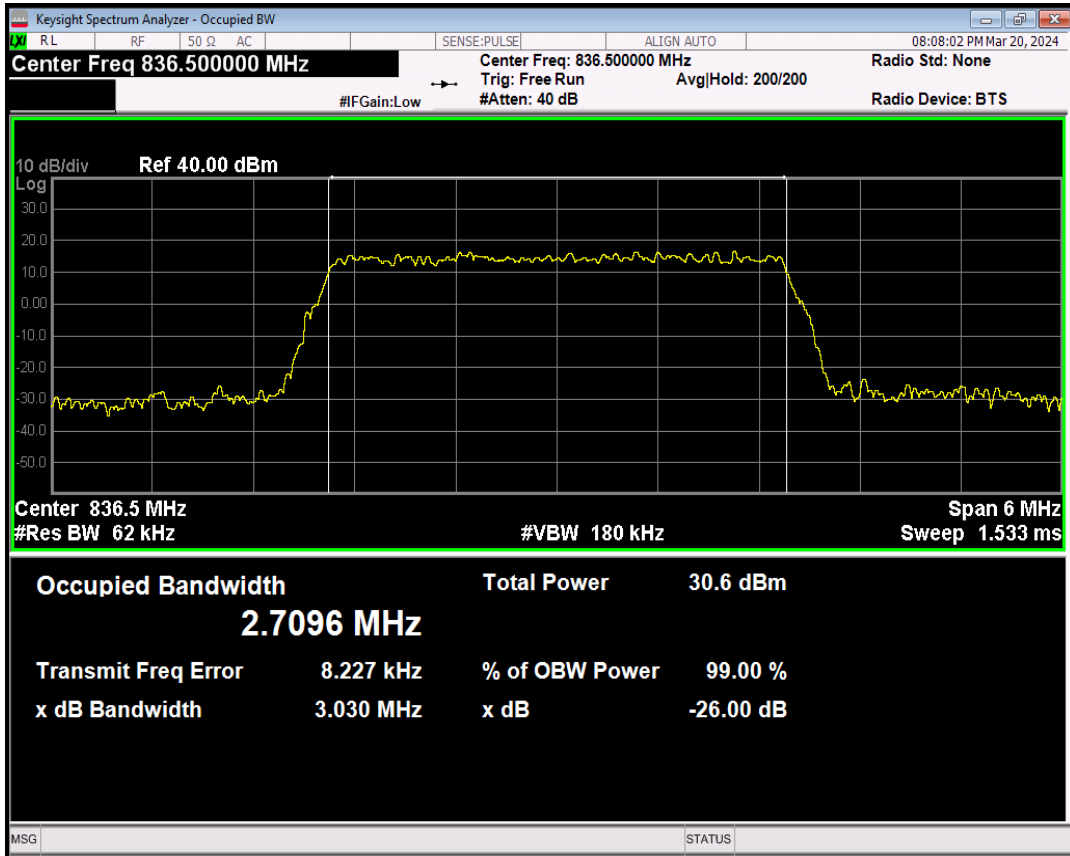 Keysight Spectrum Analyzer - Occupied BW
LXI RL RF 50 Ω AC SENSE:PULSE ALIGN AUTO 08:08:02 PM Mar 20, 2024
Center Freq 836.500000 MHz Center Freq: 836.500000 MHz Radio Std: None
Trig: Free Run Avg|Hold: 200/200
#IFGain:Low #Atten: 40 dB Radio Device: BTS
10 dB/div Ref 40.00 dBm
Log
30.0
20.0
10.0
0.00
-10.0
-20.0
-30.0
-40.0
-50.0
Center 836.5 MHz Span 6 MHz
#Res BW 62 kHz #VBW 180 kHz Sweep 1.533 ms
Occupied Bandwidth Total Power 30.6 dBm
2.7096 MHz
Transmit Freq Error 8.227 kHz % of OBW Power 99.00 %
x dB Bandwidth 3.030 MHz x dB -26.00 dB
MSG STATUS